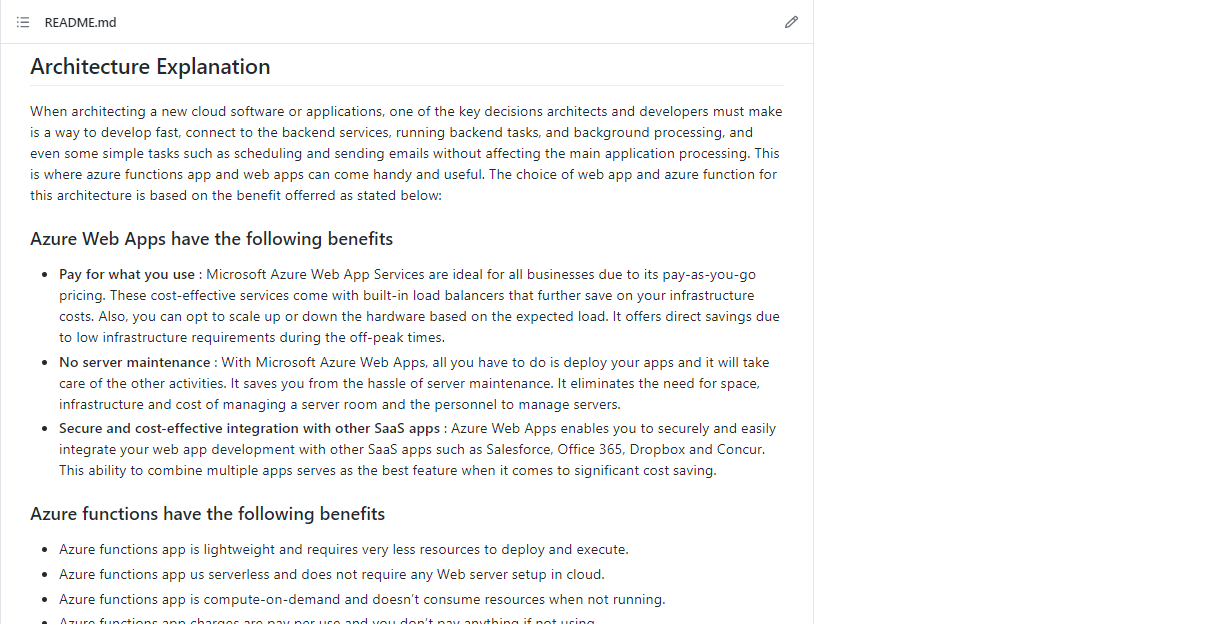 README.md
Architecture Explanation
When architecting a new cloud software or applications, one of the key decisions architects and developers must make
is a way to develop fast, connect to the backend services, running backend tasks, and background processing, and
even some simple tasks such as scheduling and sending emails without affecting the main application processing. This
is where azure functions app and web apps can come handy and useful. The choice of web app and azure function for
this architecture is based on the benefit offerred as stated below:
Azure Web Apps have the following benefits
• Pay for what you use : Microsoft Azure Web App Services are ideal for all businesses due to its pay-as-you-go
pricing. These cost-effective services come with built-in load balancers that further save on your infrastructure
costs. Also, you can opt to scale up or down the hardware based on the expected load. It offers direct savings due
to low infrastructure requirements during the off-peak times.
• No server maintenance : With Microsoft Azure Web Apps, all you have to do is deploy your apps and it will take
care of the other activities. It saves you from the hassle of server maintenance. It eliminates the need for space,
infrastructure and cost of managing a server room and the personnel to manage servers.
• Secure and cost-effective integration with other SaaS apps : Azure Web Apps enables you to securely and easily
integrate your web app development with other SaaS apps such as Salesforce, Office 365, Dropbox and Concur.
This ability to combine multiple apps serves as the best feature when it comes to significant cost saving.
Azure functions have the following benefits
• Azure functions app is lightweight and requires very less resources to deploy and execute.
• Azure functions app us serverless and does not require any Web server setup in cloud.
• Azure functions app is compute-on-demand and doesn’t consume resources when not running.
• Azure functions app charges are pay per use and you don’t pay anything if not using